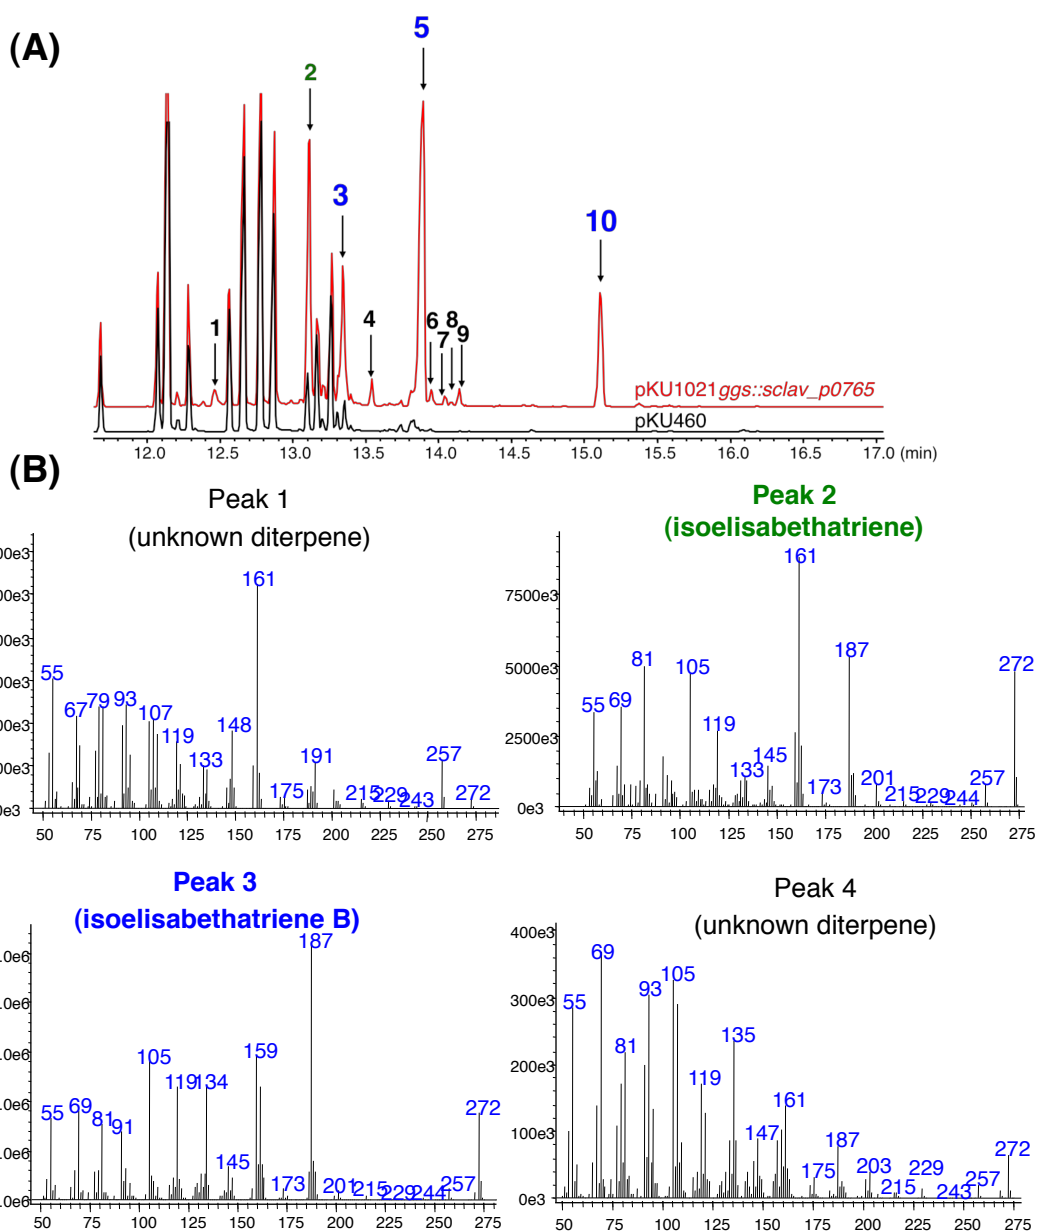 (A)
5
2
3
10
1
4
6
8
7
9
pKU1021ggs::sclav_p0765
pKU460
12.0 12.5 13.0 13.5 14.0 14.5 15.0 15.5 16.0 16.5 17.0 (min)
(B)
Peak 1
(unknown diterpene)
161
55
67
79
93
107
119
133
148
175
191
215
229
243
257
272
50 75 100 125 150 175 200 225 250 275
Peak 2
(isoelisabethatriene)
7500e3
5000e3
2500e3
0e3
161
187
272
81
105
55
69
119
133
145
173
201
215
229
244
257
50 75 100 125 150 175 200 225 250 275
Peak 3
(isoelisabethatriene B)
187
105
159
119
134
55
69
81
91
145
173
201
215
229
244
257
272
50 75 100 125 150 175 200 225 250 275
Peak 4
(unknown diterpene)
400e3
300e3
200e3
100e3
0e3
69
105
93
55
135
81
119
161
147
187
175
203
215
229
243
257
272
50 75 100 125 150 175 200 225 250 275